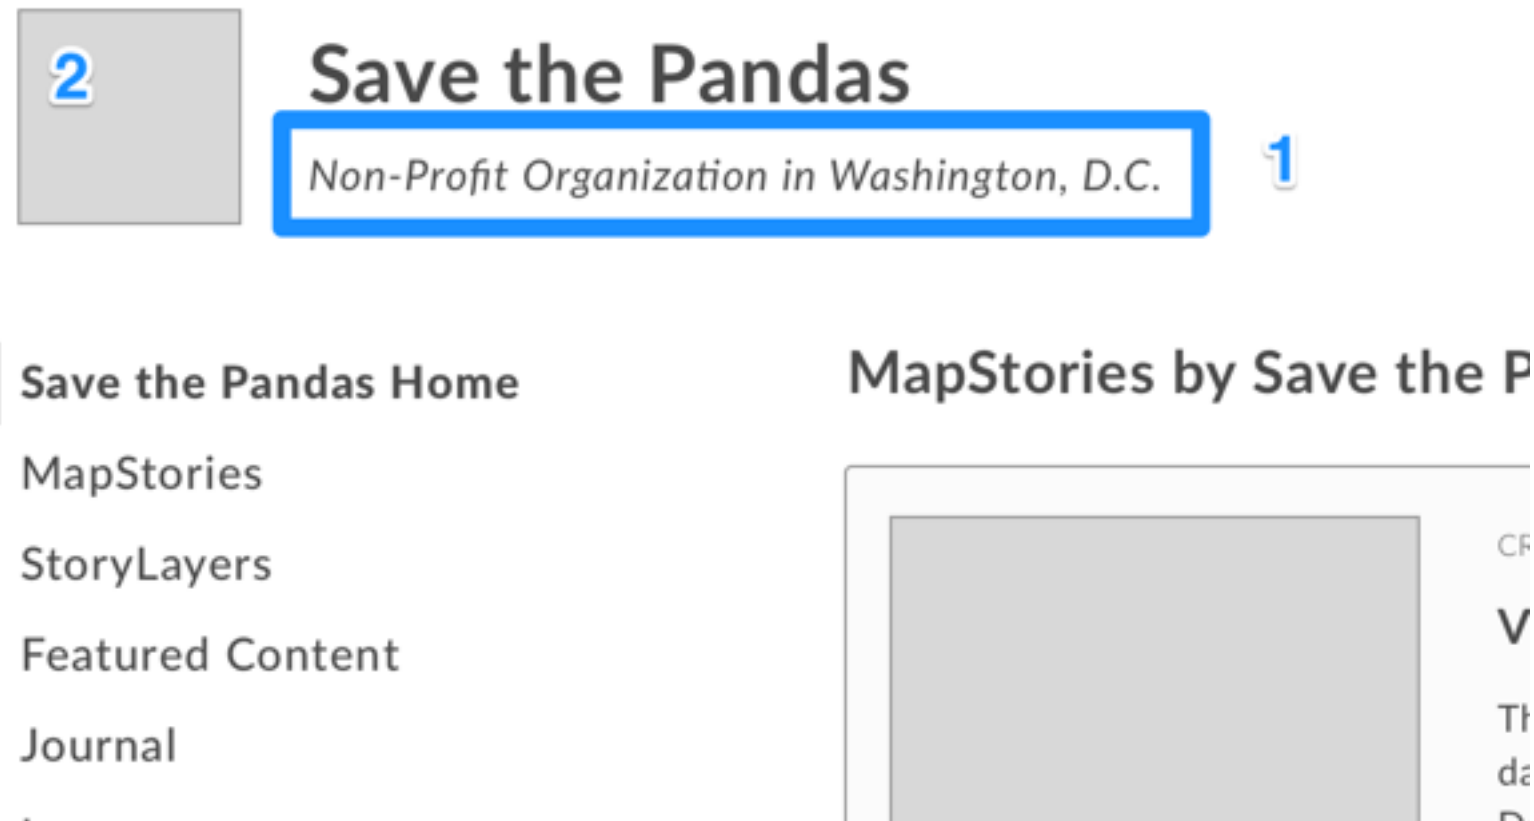 2
Save the Pandas
Non-Profit Organization in Washington, D.C.
1
Save the Pandas Home
MapStories
StoryLayers
Featured Content
Journal
MapStories by Save the